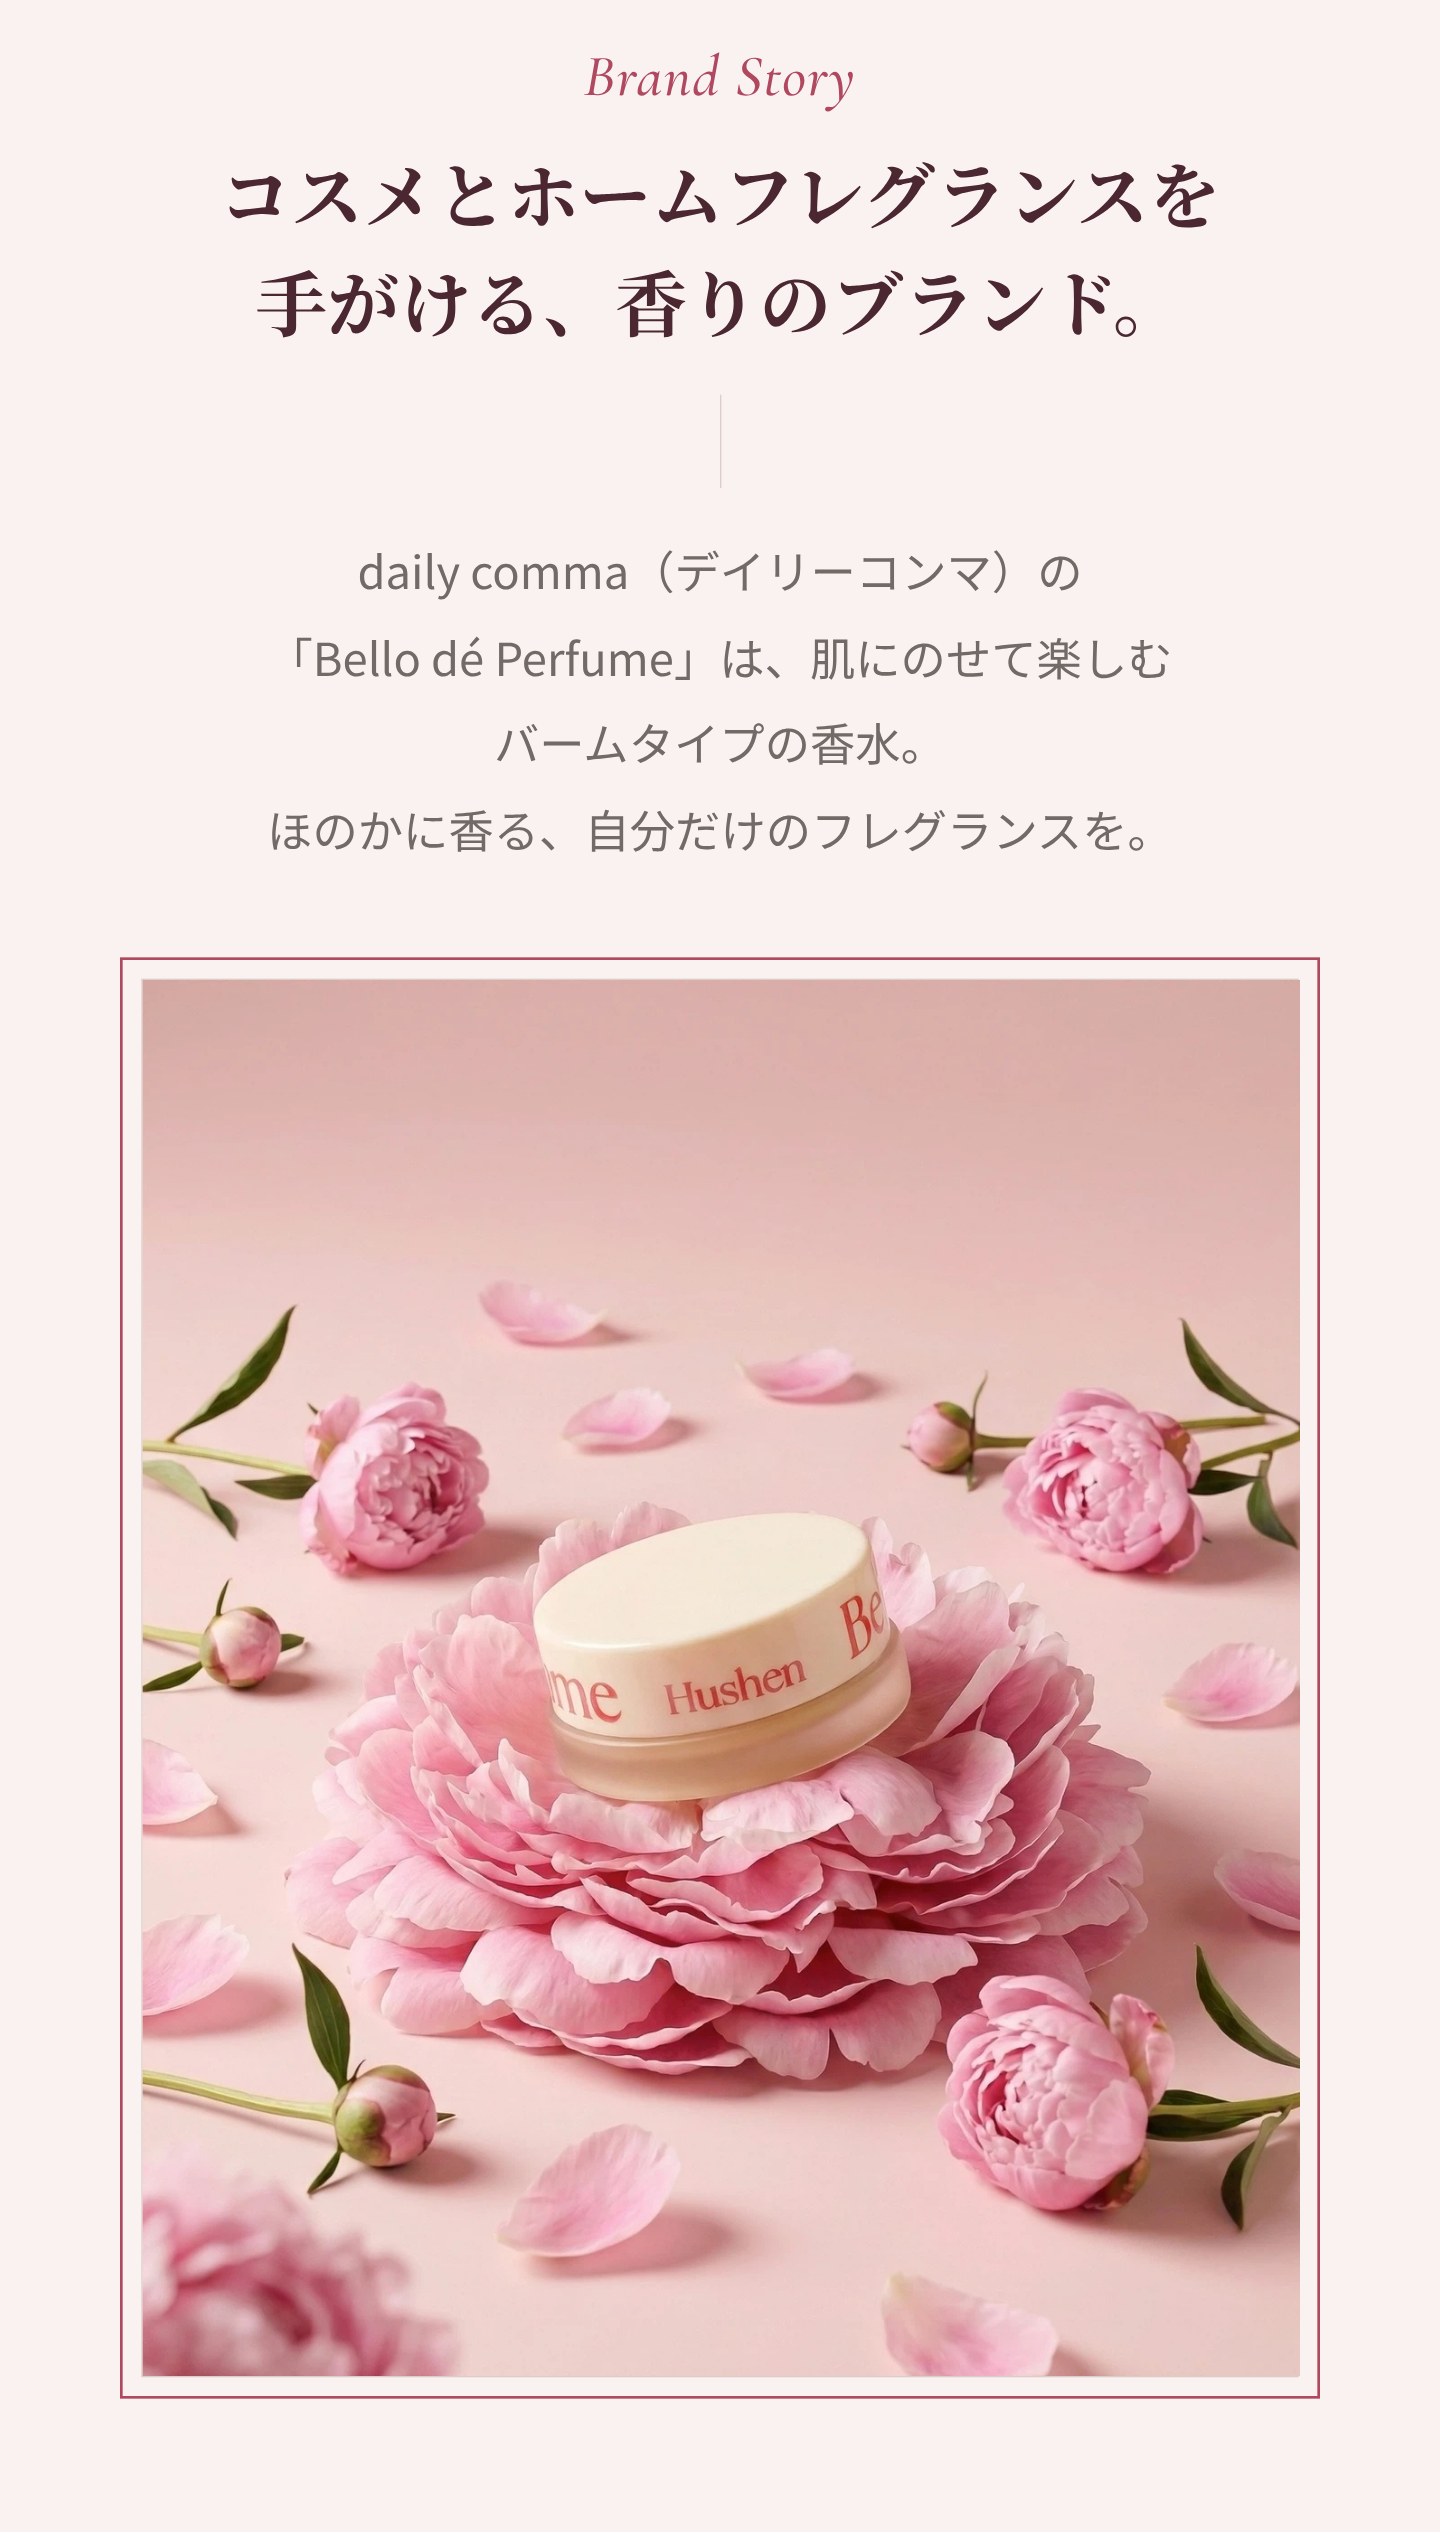 Brand Story
コスメとホームフレグランスを
手がける、香りのブランド。
daily comma（デイリーコンマ）の
「Bello dé Perfume」は、肌にのせて楽しむ
バームタイプの香水。
ほのかに香る、自分だけのフレグランスを。
me Hushen Be